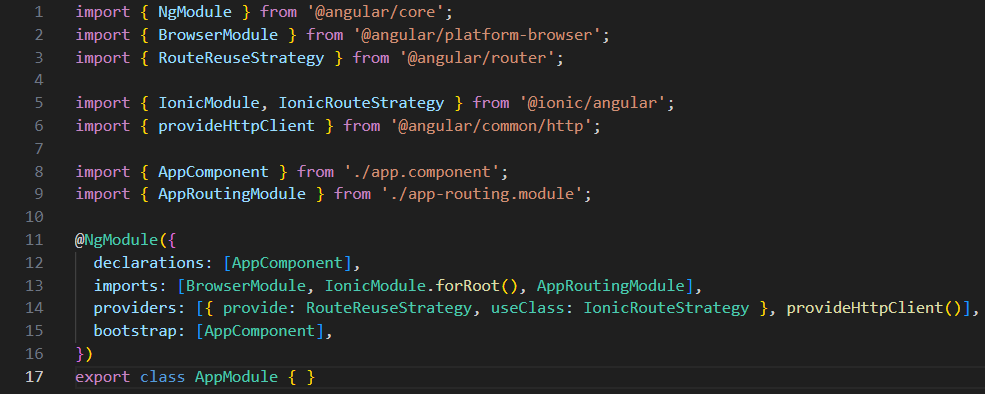 1 import { NgModule } from '@angular/core';
2 import { BrowserModule } from '@angular/platform-browser';
3 import { RouteReuseStrategy } from '@angular/router';
4
5 import { IonicModule, IonicRouteStrategy } from '@ionic/angular';
6 import { provideHttpClient } from '@angular/common/http';
7
8 import { AppComponent } from './app.component';
9 import { AppRoutingModule } from './app-routing.module';
10
11 @NgModule({
12   declarations: [AppComponent],
13   imports: [BrowserModule, IonicModule.forRoot(), AppRoutingModule],
14   providers: [{ provide: RouteReuseStrategy, useClass: IonicRouteStrategy }, provideHttpClient()],
15   bootstrap: [AppComponent],
16 })
17 export class AppModule { }